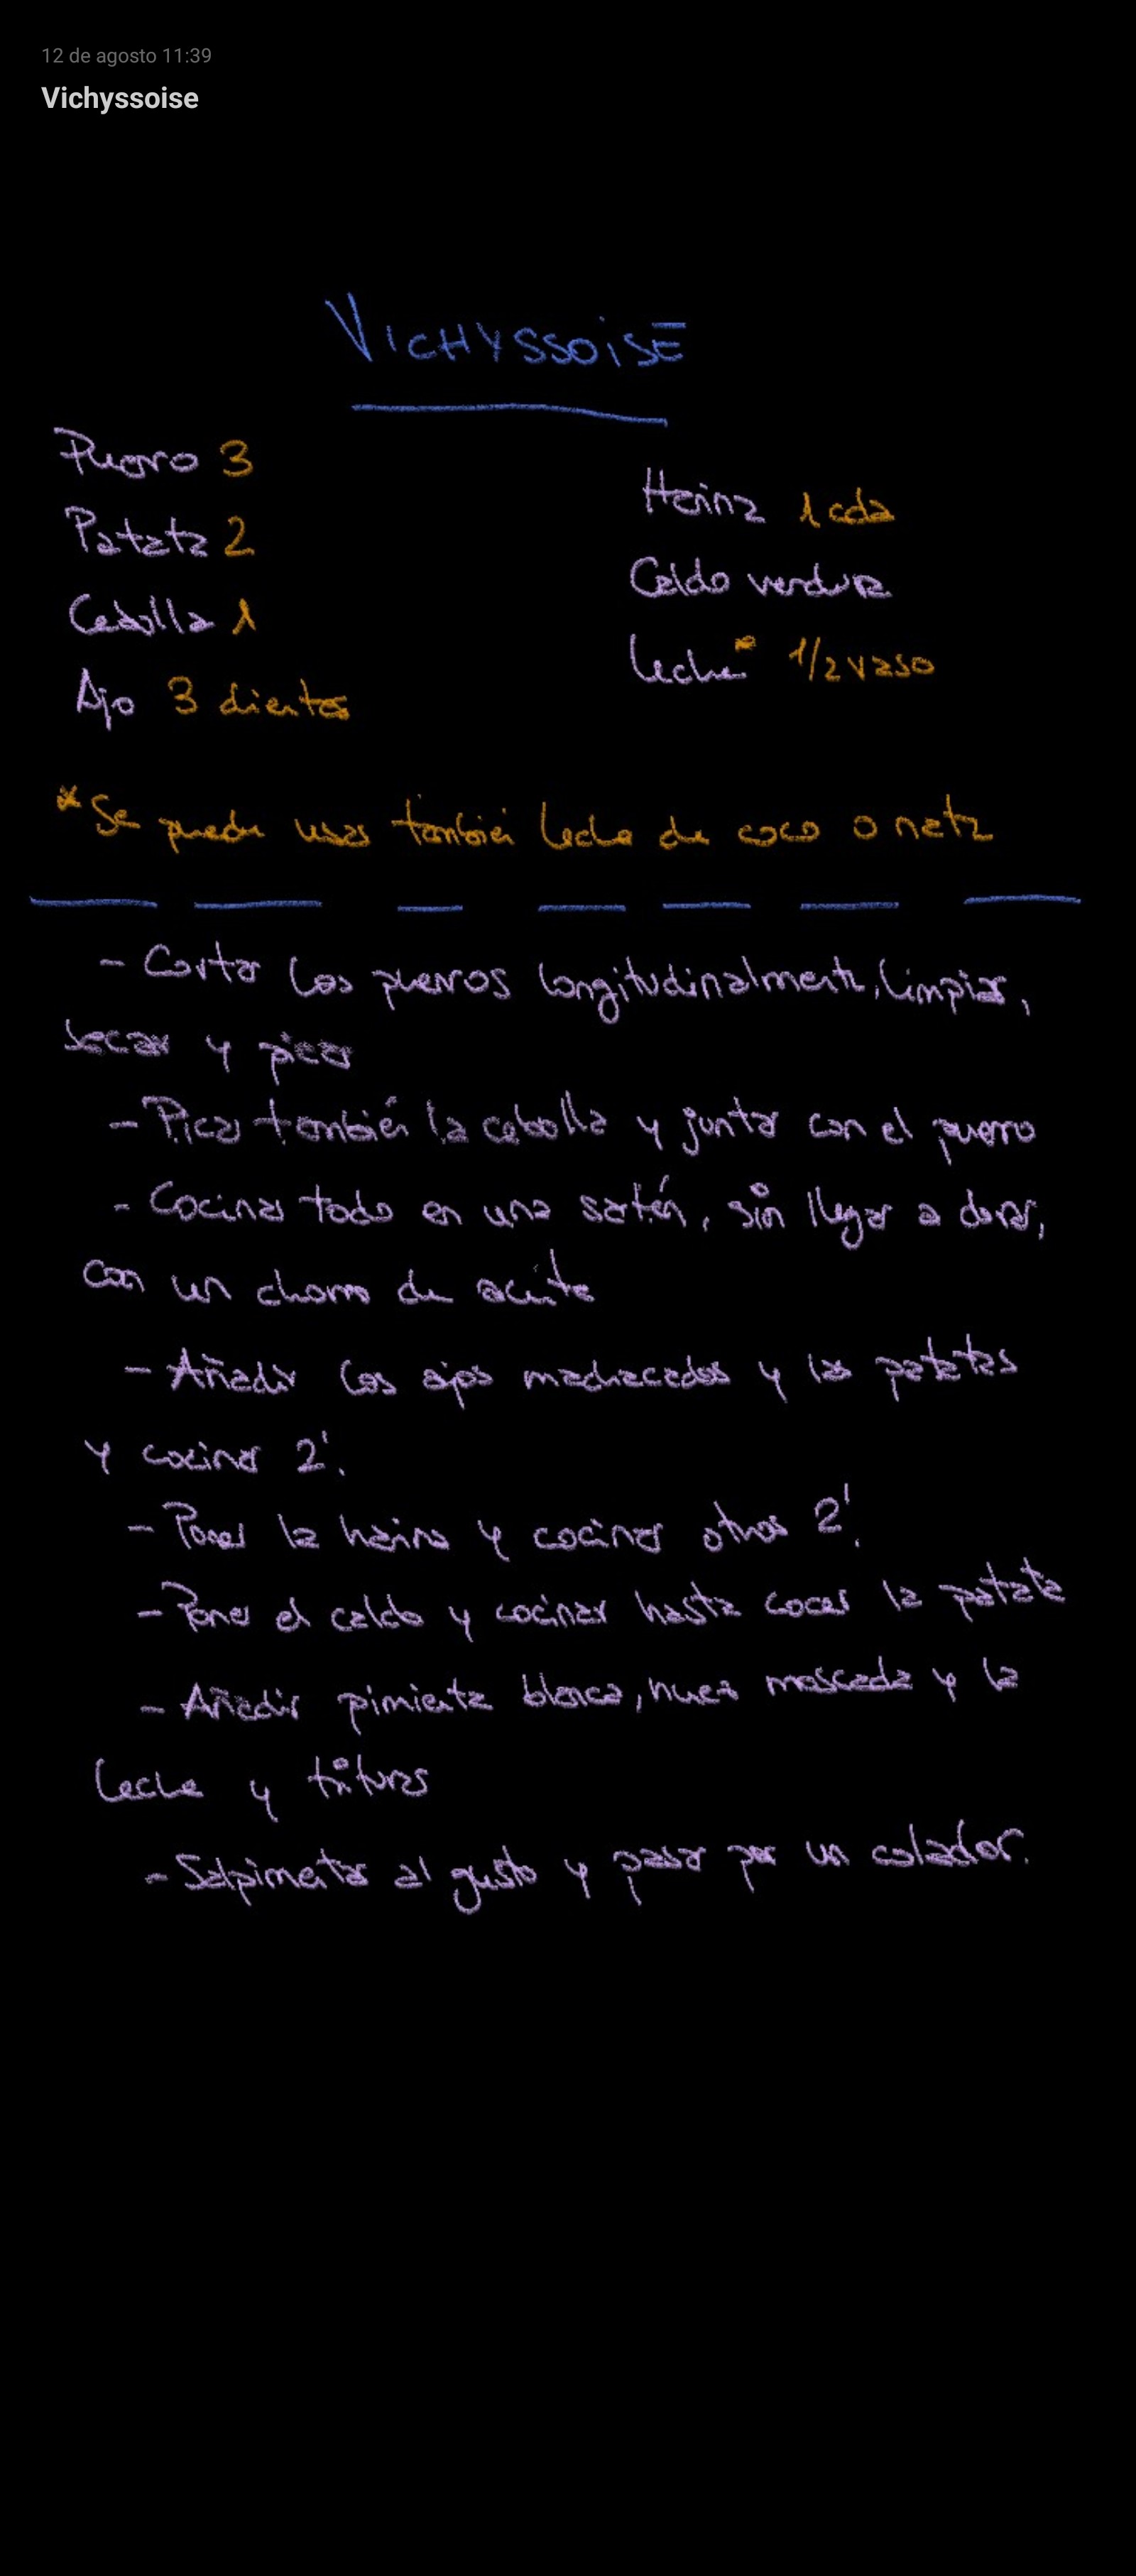 12 de agosto 11:39
Vichyssoise
VICHYSSOISE
Puerro 3
Patata 2
Cebolla 1
Ajo 3 dientes
Harina 1 cda
Caldo verdura
Leche* 1/2 vaso
* Se puede usar también leche de coco o nata
- Cortar los puerros longitudinalmente, limpiar,
secar y picar
- Picar también la cebolla y juntar con el puerro
- Cocinar todo en una sartén, sin llegar a dorar,
con un chorro de aceite
- Añadir los ajos machacados y las patatas
y cocinar 2'.
- Poner la harina y cocinar otros 2'.
- Poner el caldo y cocinar hasta cocer la patata
- Añadir pimienta blanca, nuez moscada y la
leche y triturar
- Salpimentar al gusto y pasar por un colador.